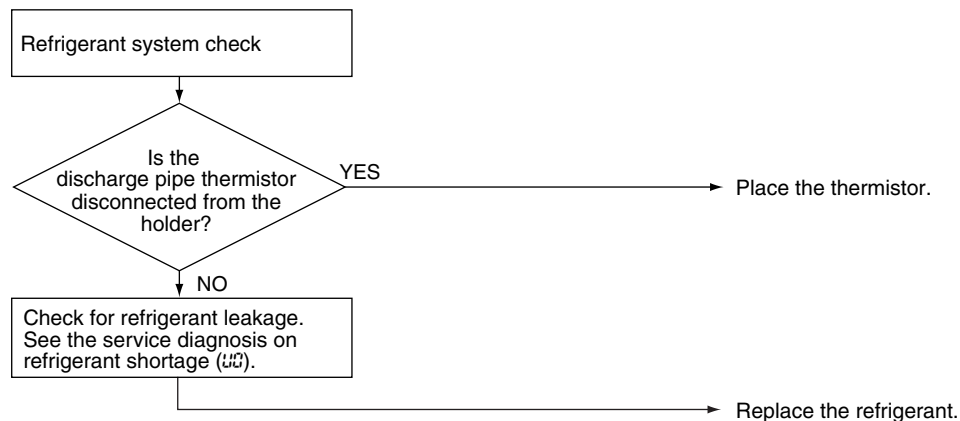 Refrigerant system check
Is the
discharge pipe thermistor
disconnected from the
holder?
YES
Place the thermistor.
NO
Check for refrigerant leakage.
See the service diagnosis on
refrigerant shortage (U0).
Replace the refrigerant.